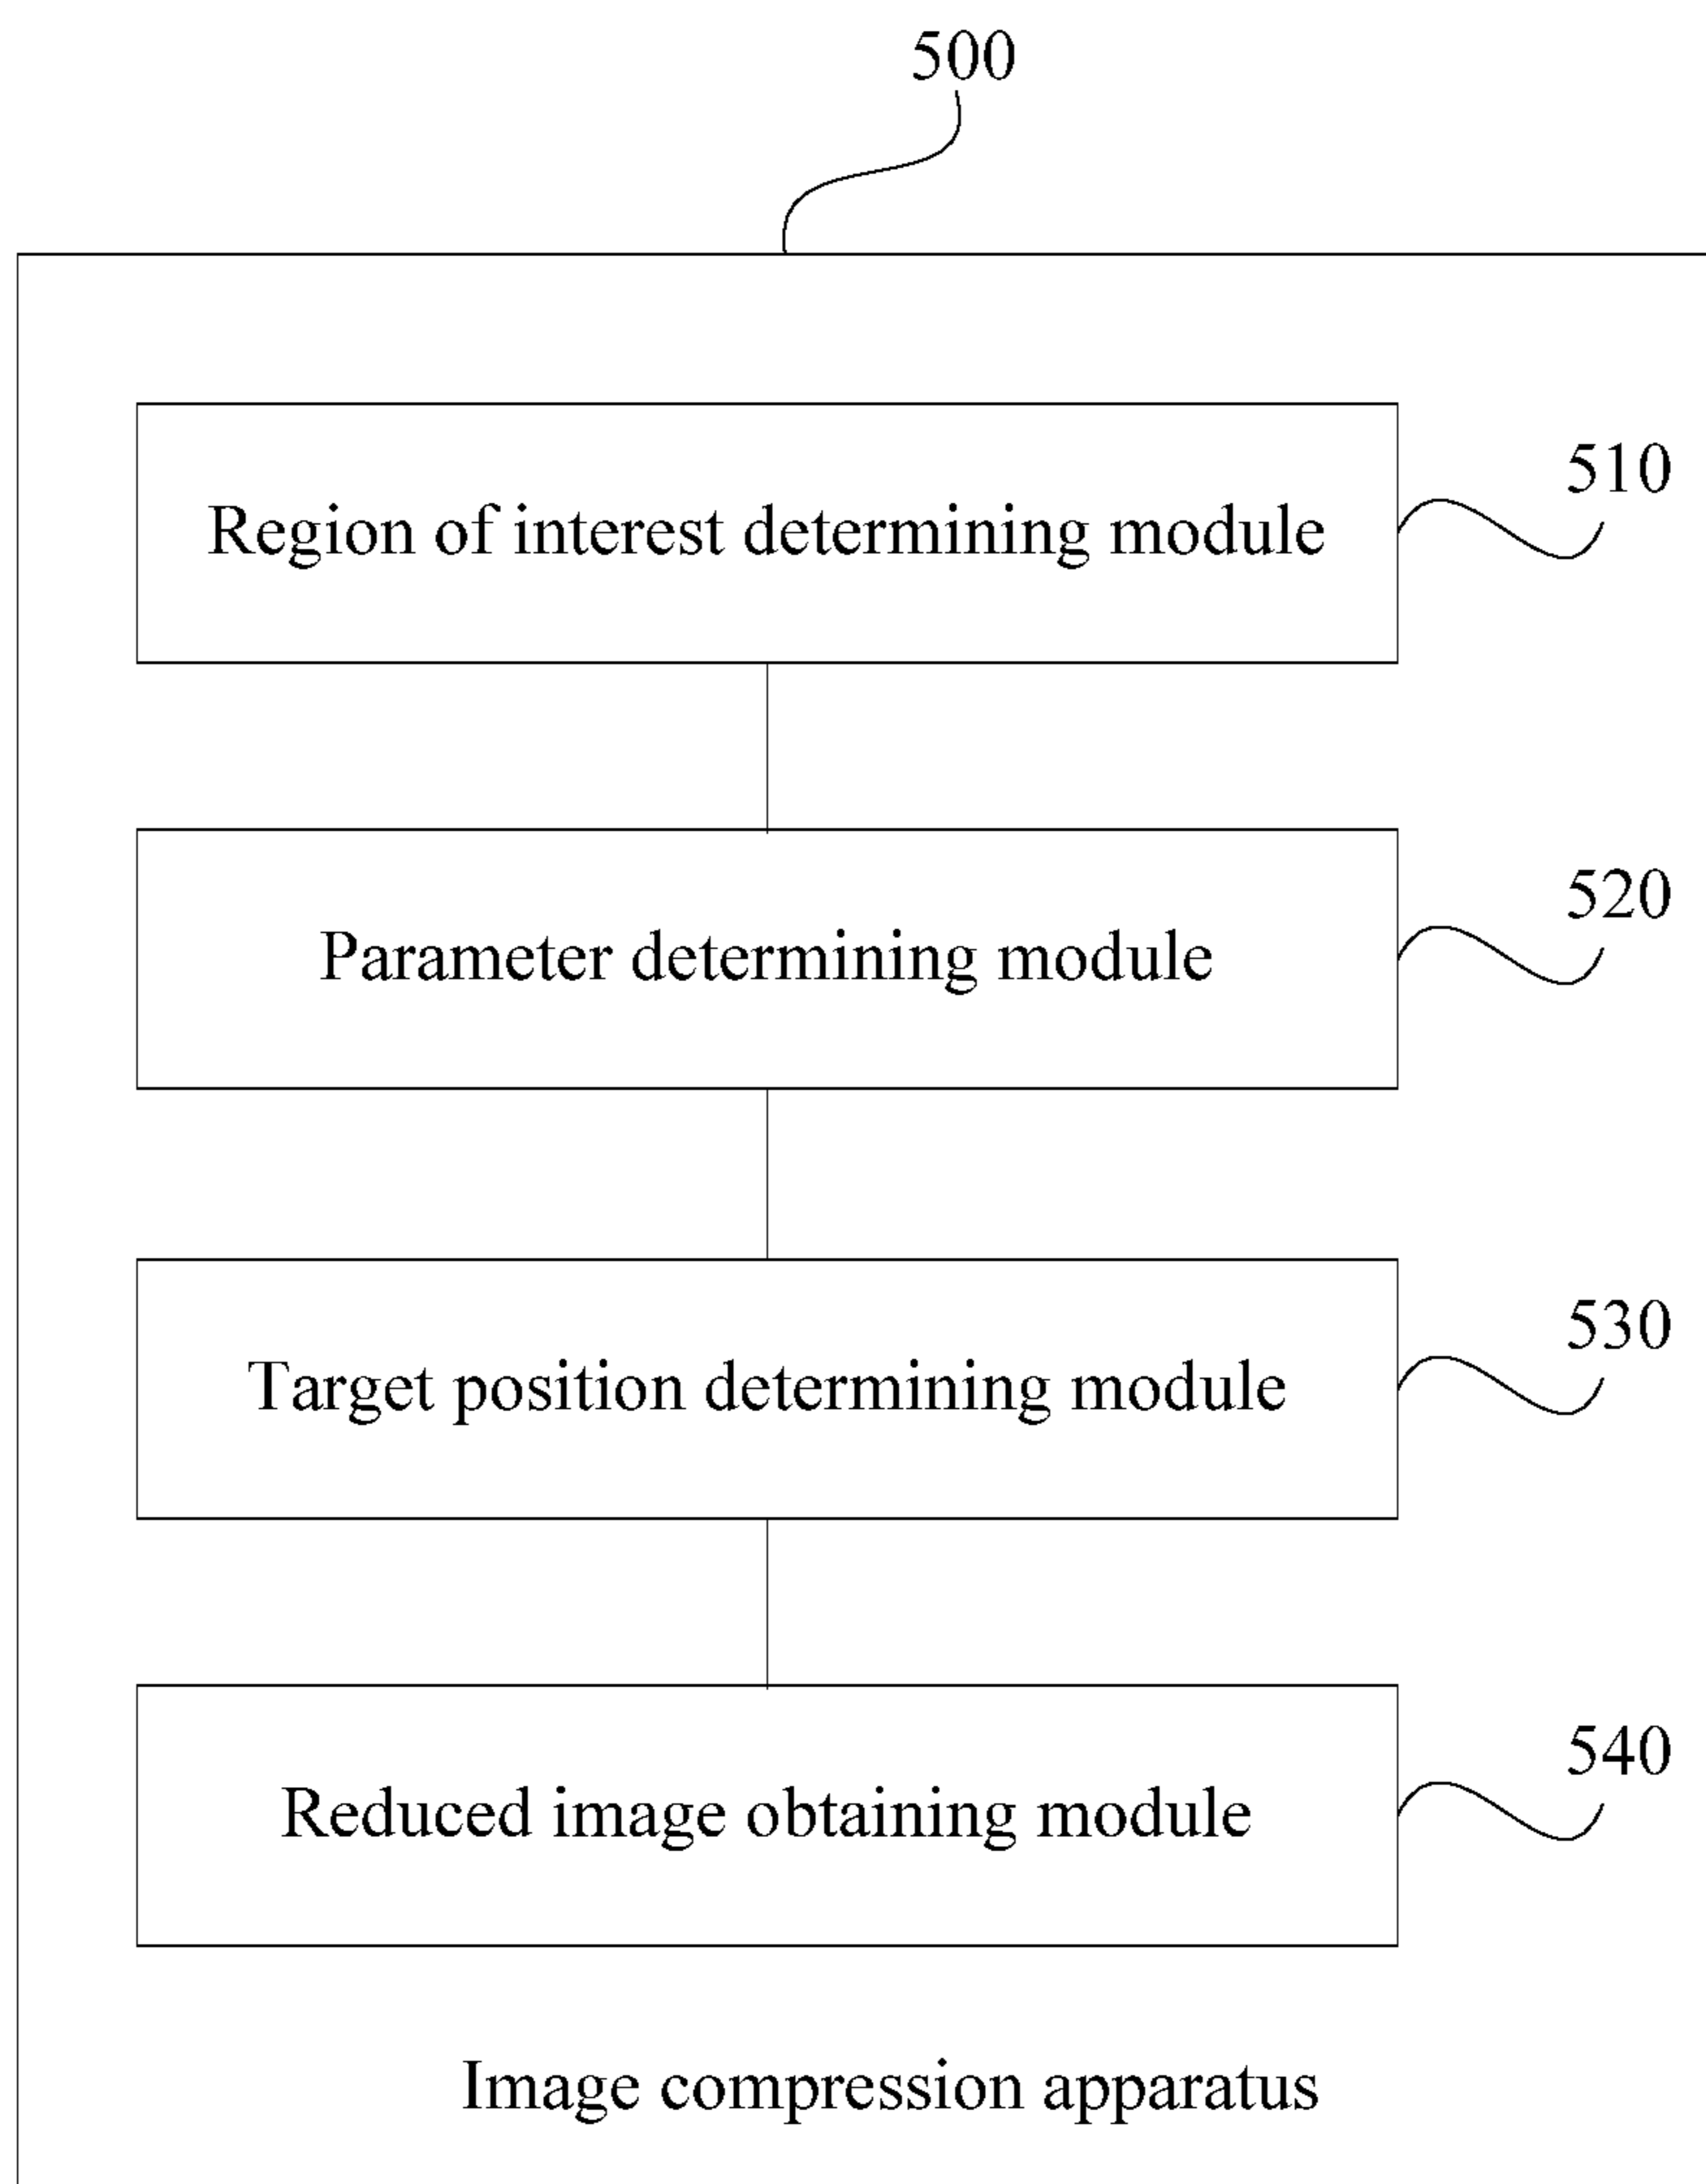 500
510
Region of interest determining module
520
Parameter determining module
530
Target position determining module
540
Reduced image obtaining module
Image compression apparatus